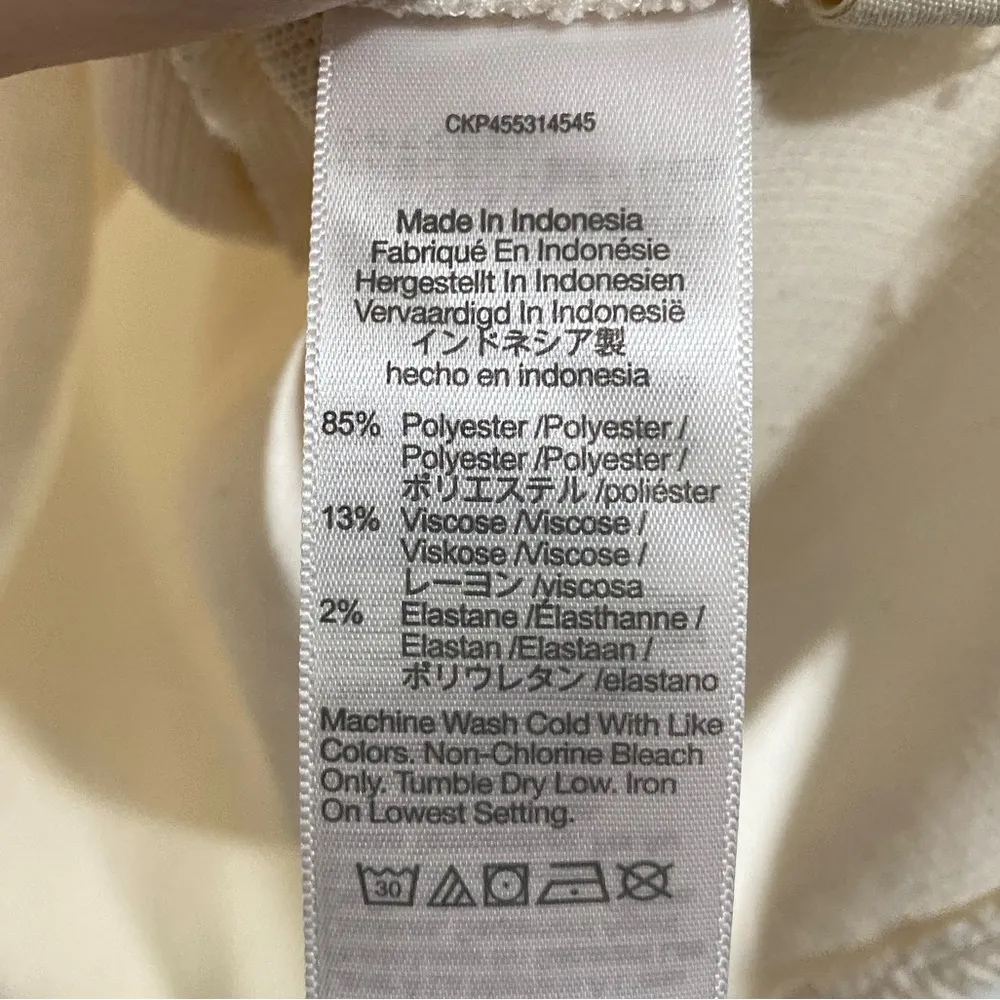 CKP455314545
Made In Indonesia
Fabriqué En Indonésie
Hergestellt In Indonesien
Vervaardigd In Indonesië
インドネシア製
hecho en indonesia
85% Polyester /Polyester /
Polyester /Polyester /
ポリエステル /poliéster
13% Viscose /Viscose /
Viskose /Viscose /
レーヨン /viscosa
2% Elastane /Élasthanne /
Elastan /Elastaan /
ポリウレタン /elastano
Machine Wash Cold With Like
Colors. Non-Chlorine Bleach
Only. Tumble Dry Low. Iron
On Lowest Setting.
30